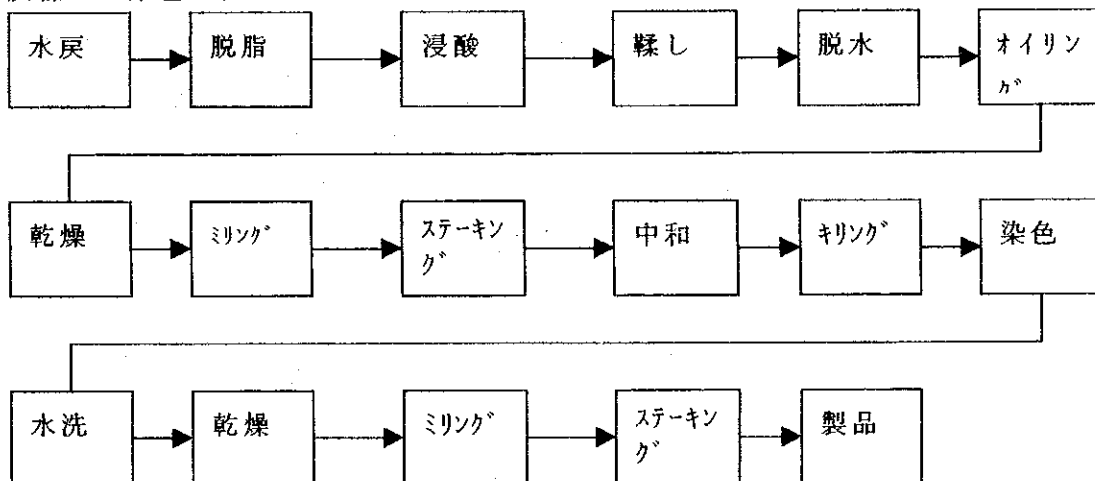 水戻
脱脂
浸酸
鞣し
脱水
オイリン
グ
乾燥
ミリング
ステーキン
グ
中和
キリング
染色
水洗
乾燥
ミリング
ステーキン
グ
製品